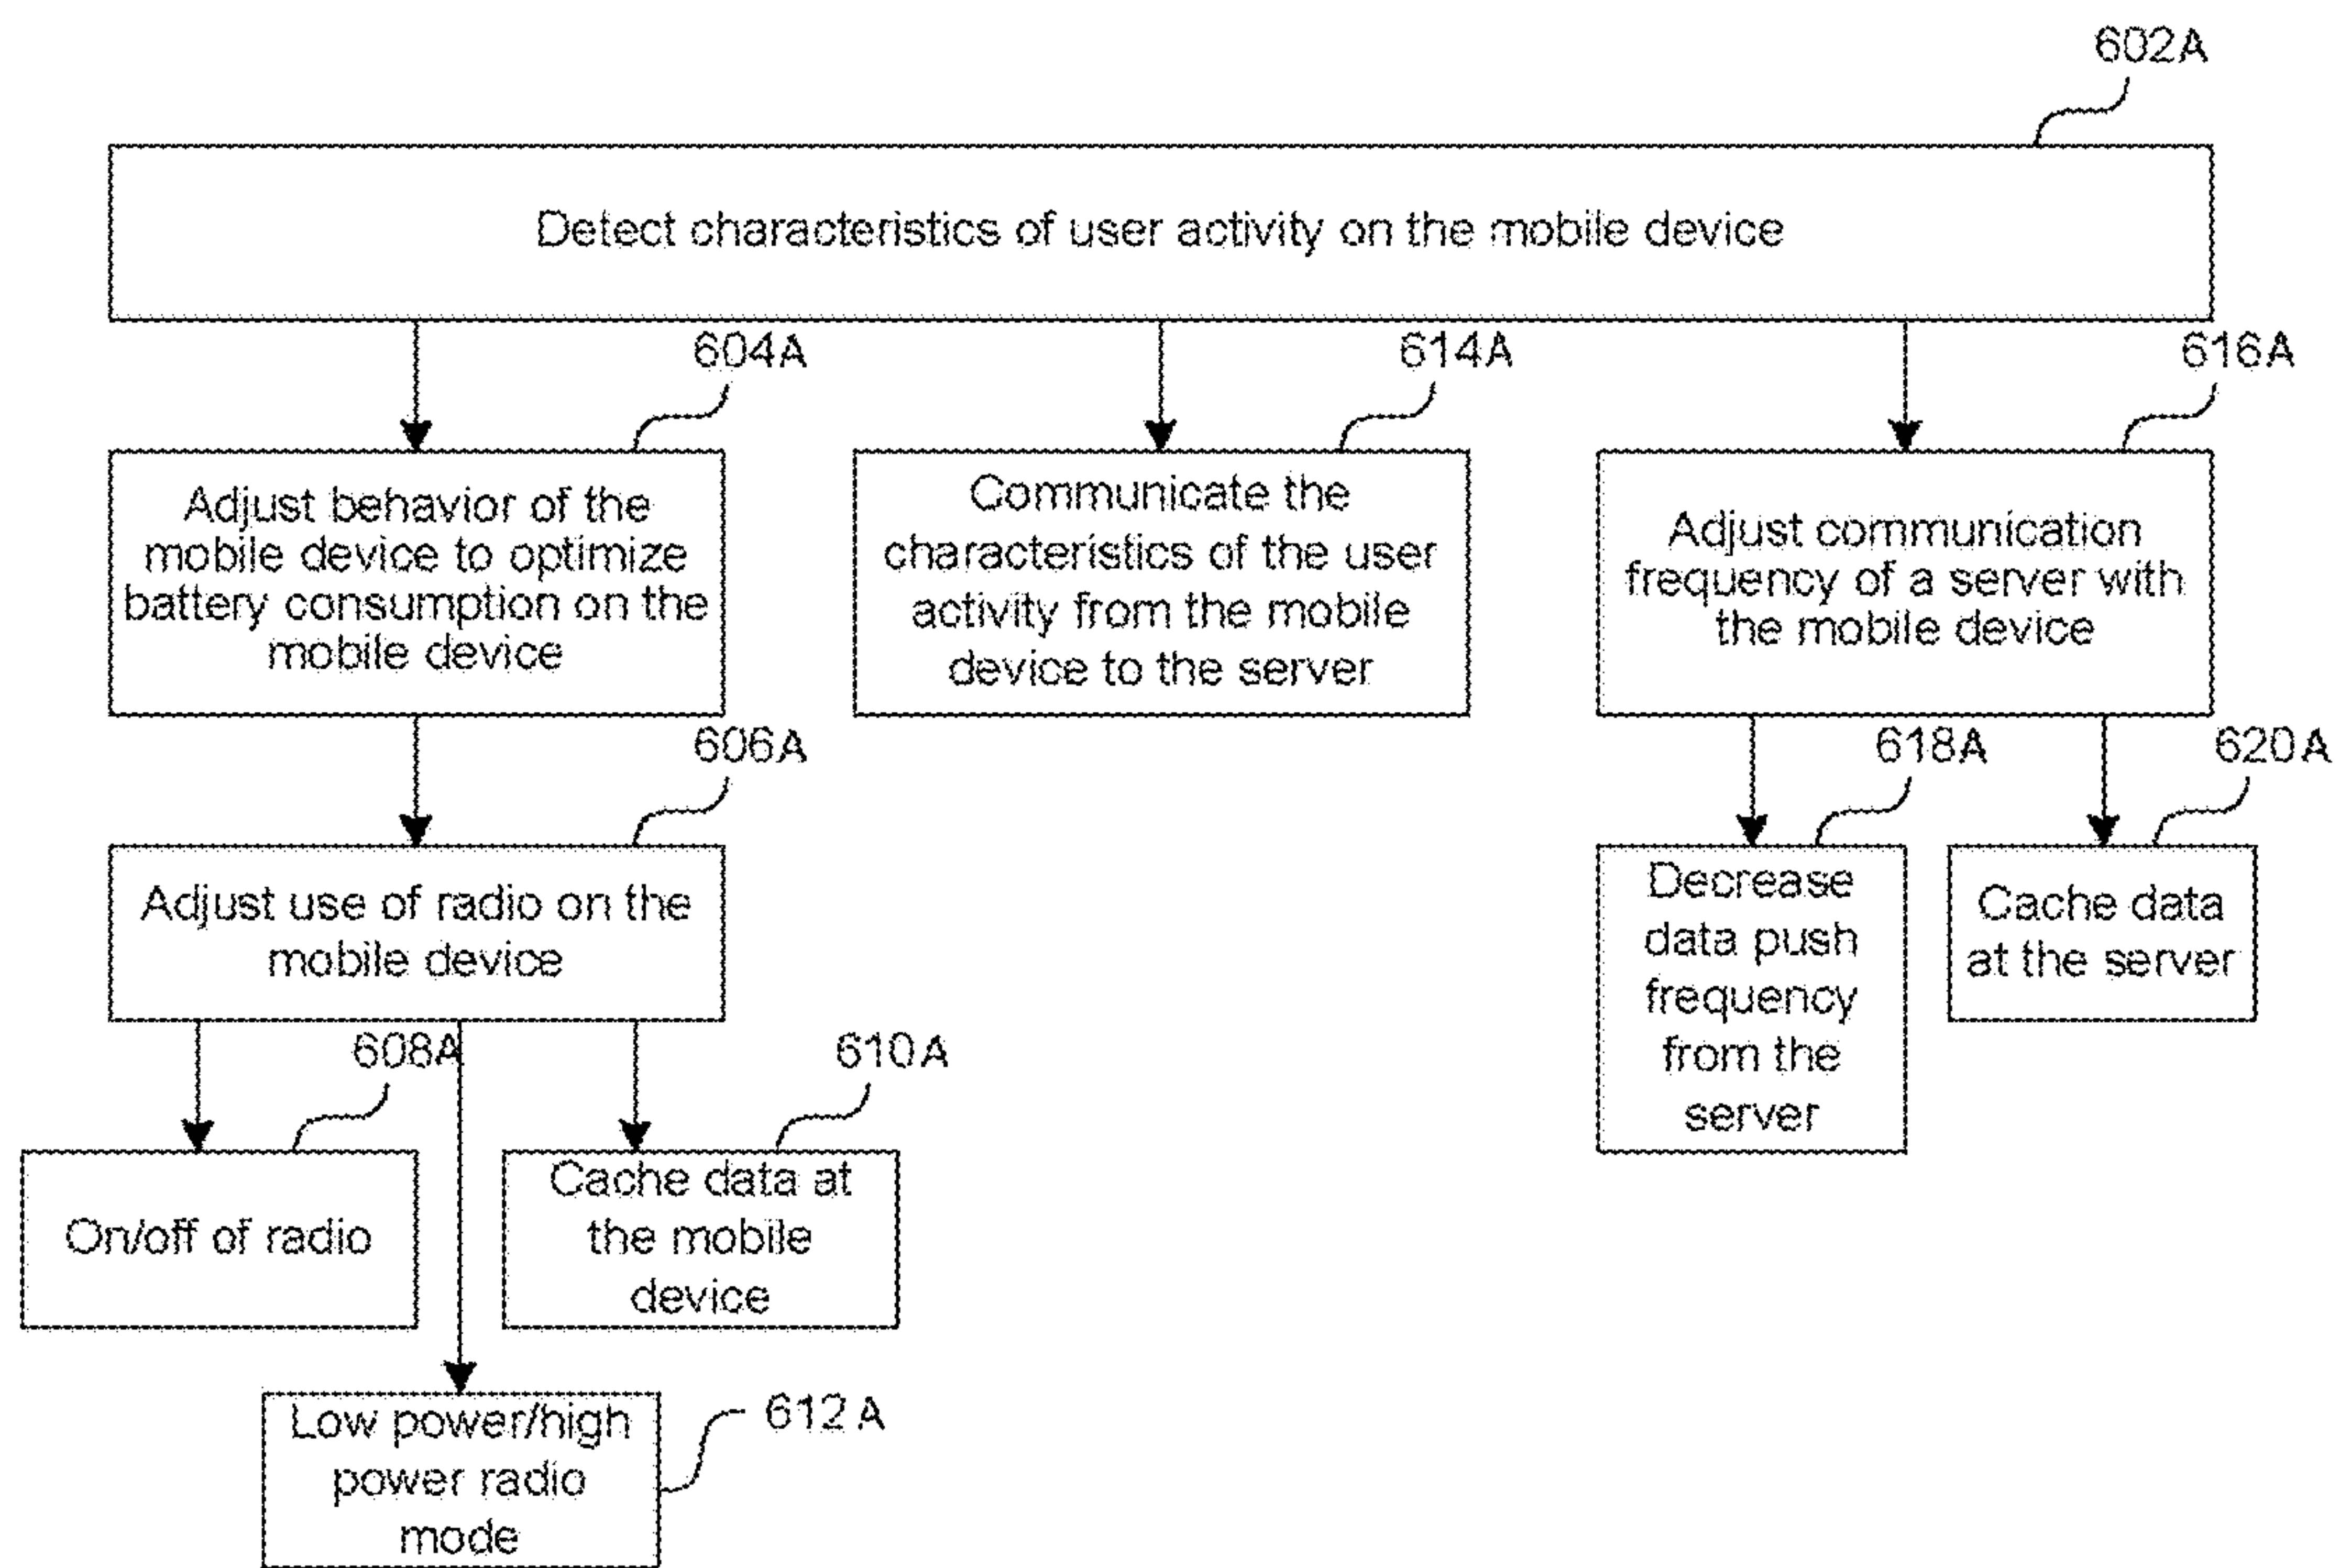 602A
Detect characteristics of user activity on the mobile device
604A
614A
616A
Adjust behavior of the
mobile device to optimize
battery consumption on the
mobile device
Communicate the
characteristics of the user
activity from the mobile
device to the server
Adjust communication
frequency of a server with
the mobile device
606A
618A
620A
Adjust use of radio on the
mobile device
Decrease
data push
frequency
from the
server
Cache data
at the server
608A
610A
On/off of radio
Cache data at
the mobile
device
Low power/high
power radio
mode
612A